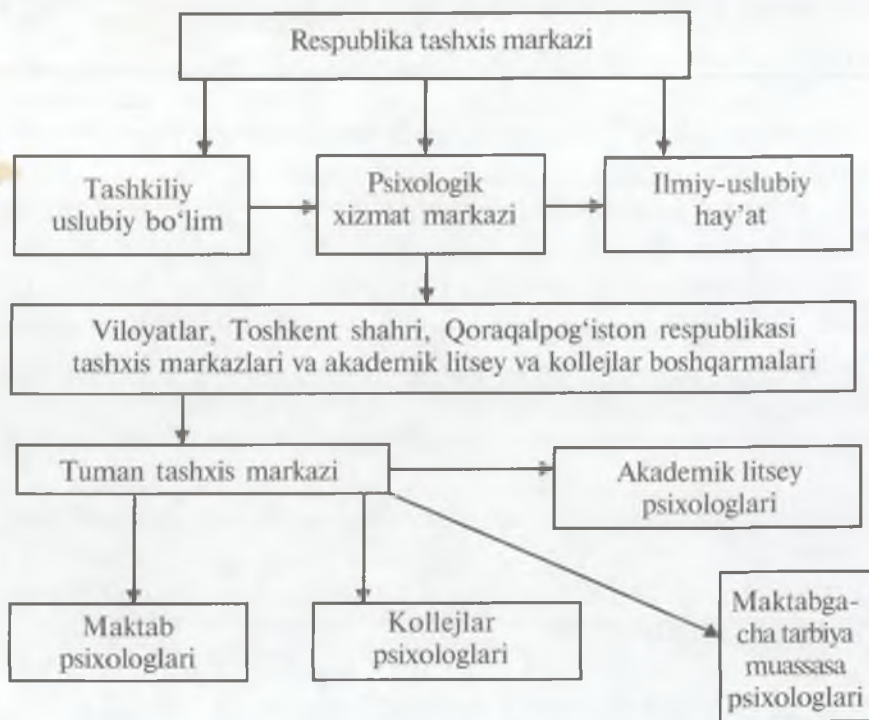 Respublika tashxis markazi
Tashkiliy
uslubiy bo‘lim
Psixologik
xizmat markazi
Ilmiy-uslubiy
hay’at
Viloyatlar, Toshkent shahri, Qoraqalpog‘iston respublikasi
tashxis markazlari va akademik litsey va kollejlar boshqarmalari
Tuman tashxis markazi
Akademik litsey
psixologlari
Maktab
psixologlari
Kollejlar
psixologlari
Maktabga-
cha tarbiya
muassasa
psixologlari